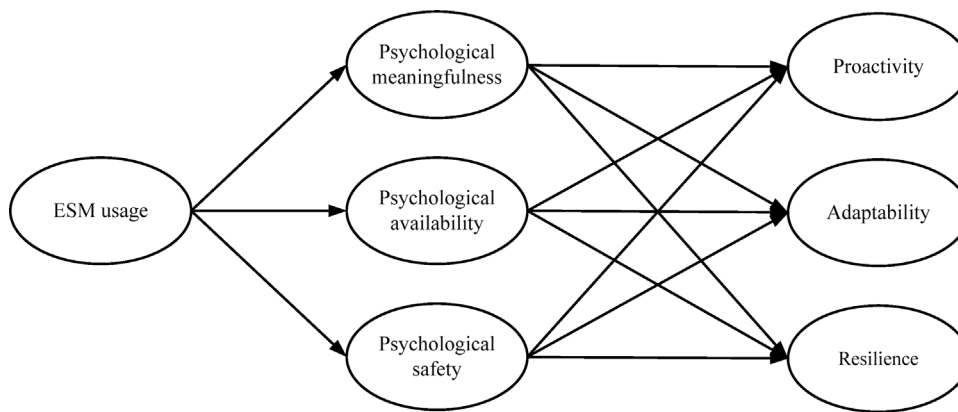 ESM usage
Psychological
meaningfulness
Psychological
availability
Psychological
safety
Proactivity
Adaptability
Resilience